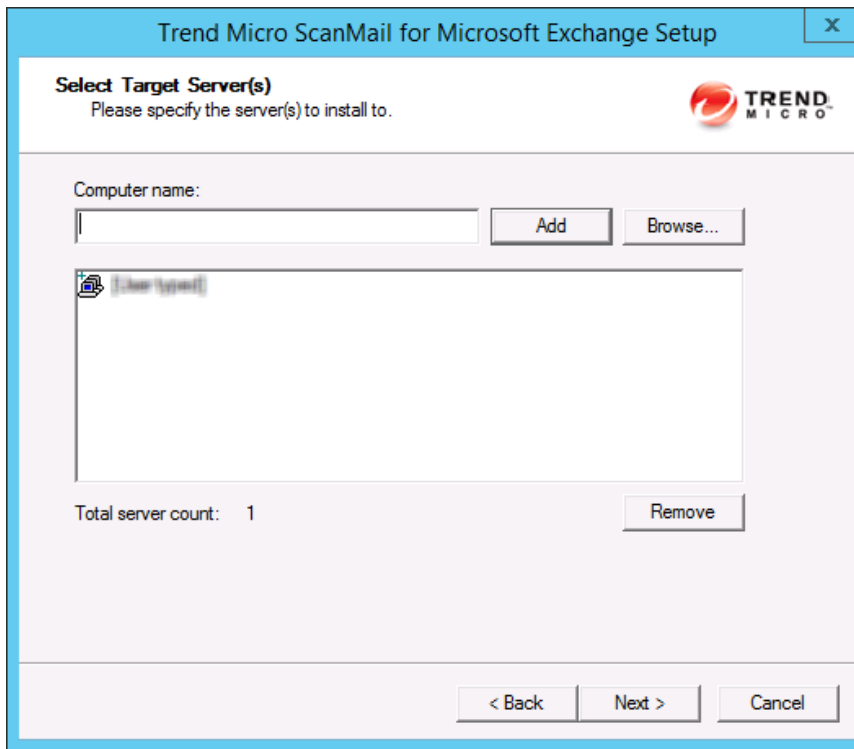 Trend Micro ScanMail for Microsoft Exchange Setup
x
Select Target Server(s)
Please specify the server(s) to install to.
TREND
MICRO™
Computer name:
Add
Browse...
Total server count: 1
Remove
< Back
Next >
Cancel